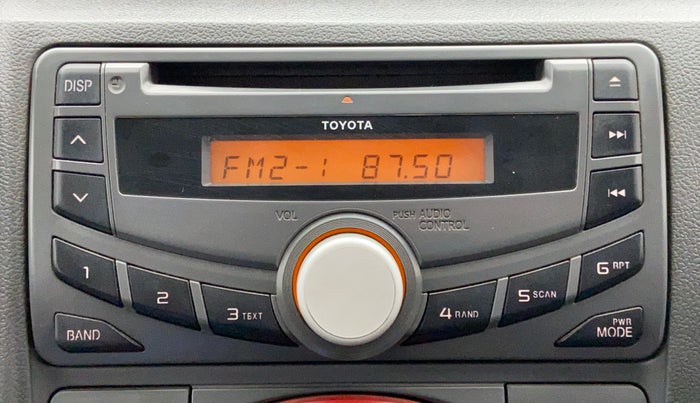 DISP
TOYOTA
FM2-1 87.50
VOL
PUSH AUDIO
CONTROL
1
2
3 TEXT
4 RAND
5 SCAN
6 RPT
BAND
PWR
MODE